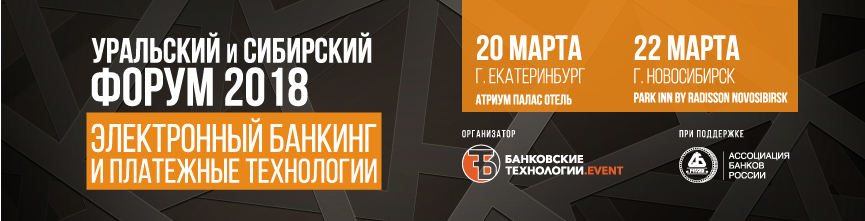 УРАЛЬСКИЙ и СИБИРСКИЙ
ФОРУМ 2018
ЭЛЕКТРОННЫЙ БАНКИНГ
И ПЛАТЕЖНЫЕ ТЕХНОЛОГИИ
20 МАРТА
Г. ЕКАТЕРИНБУРГ
АТРИУМ ПАЛАС ОТЕЛЬ
22 МАРТА
Г. НОВОСИБИРСК
PARK INN BY RADISSON NOVOSIBIRSK
ОРГАНИЗАТОР
БАНКОВСКИЕ
ТЕХНОЛОГИИ.EVENT
ПРИ ПОДДЕРЖКЕ
АССОЦИАЦИЯ
БАНКОВ
РОССИИ